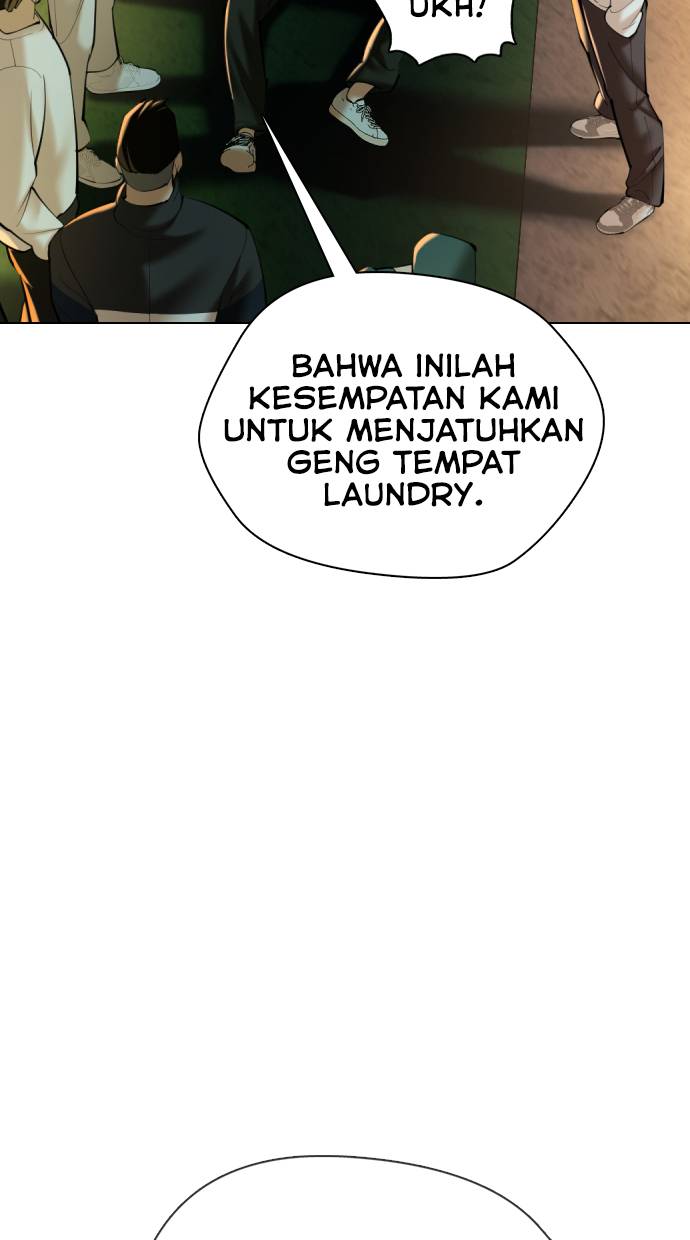 UKH!
BAHWA INILAH
KESEMPATAN KAMI
UNTUK MENJATUHKAN
GENG TEMPAT
LAUNDRY.